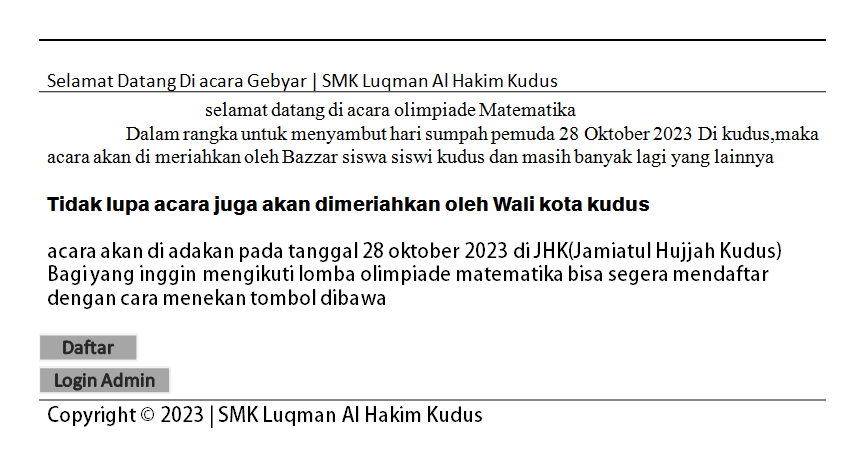 Selamat Datang Di acara Gebyar | SMK Luqman Al Hakim Kudus
selamat datang di acara olimpiade Matematika
Dalam rangka untuk menyambut hari sumpah pemuda 28 Oktober 2023 Di kudus,maka
acara akan di meriahkan oleh Bazzar siswa siswi kudus dan masih banyak lagi yang lainnya
Tidak lupa acara juga akan dimeriahkan oleh Wali kota kudus
acara akan di adakan pada tanggal 28 oktober 2023 di JHK(Jamiatul Hujjah Kudus)
Bagi yang inggin mengikuti lomba olimpiade matematika bisa segera mendaftar
dengan cara menekan tombol dibawa
Daftar
Login Admin
Copyright © 2023 | SMK Luqman Al Hakim Kudus